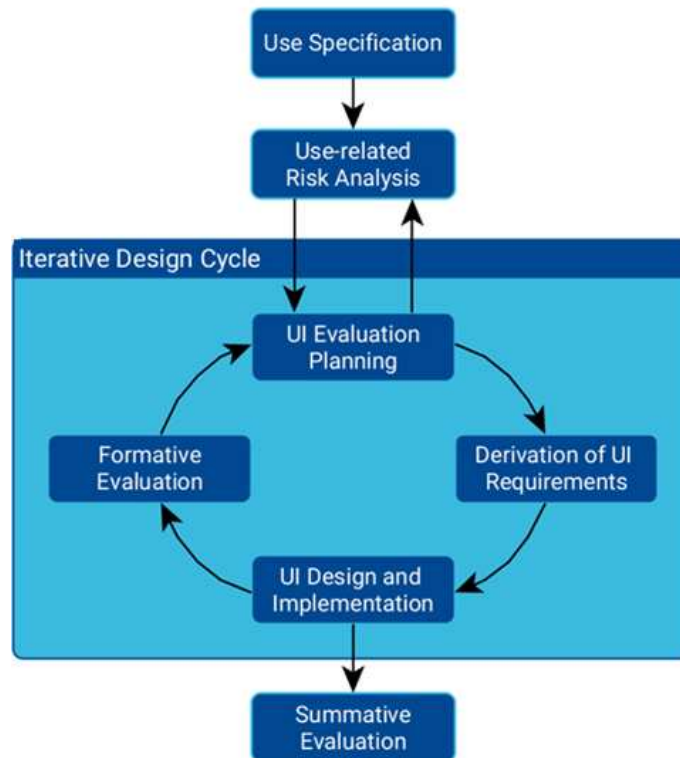 Use Specification
Use-related
Risk Analysis
Iterative Design Cycle
UI Evaluation
Planning
Formative
Evaluation
Derivation of UI
Requirements
UI Design and
Implementation
Summative
Evaluation